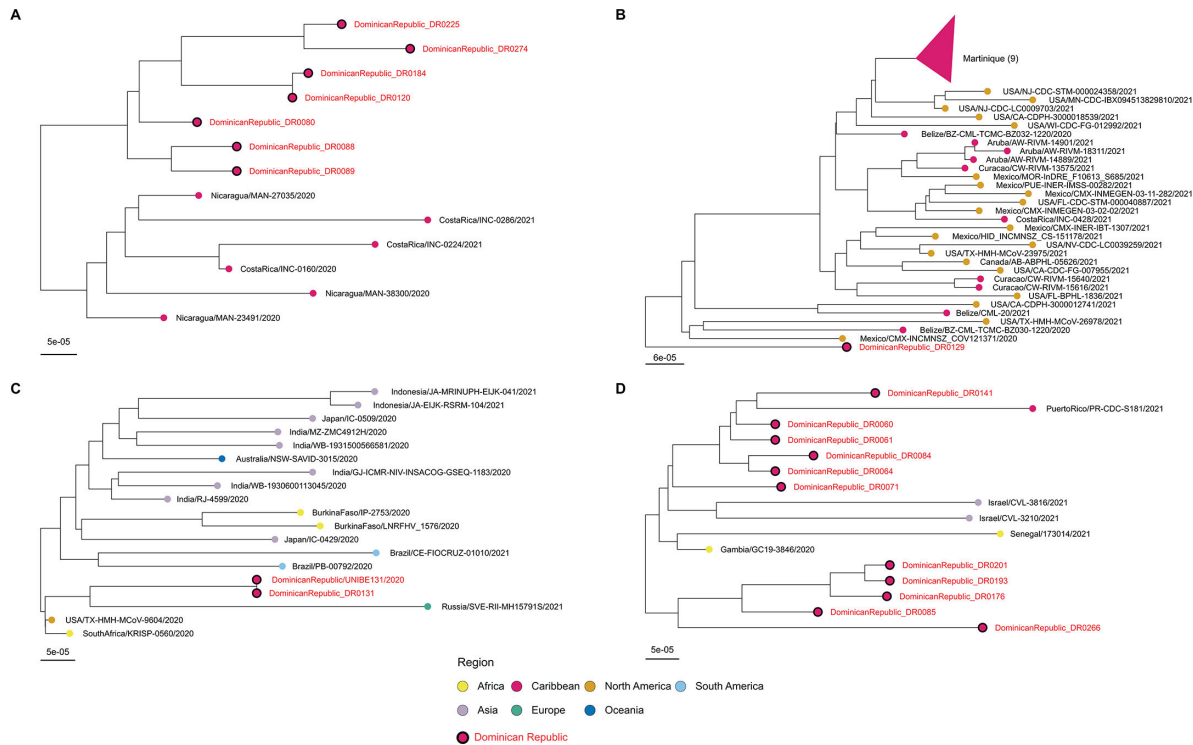 A
DominicanRepublic_DR0225
DominicanRepublic_DR0274
DominicanRepublic_DR0184
DominicanRepublic_DR0120
DominicanRepublic_DR0080
DominicanRepublic_DR0088
DominicanRepublic_DR0089
Nicaragua/MAN-27035/2020
CostaRica/INC-0286/2021
CostaRica/INC-0224/2021
CostaRica/INC-0160/2020
Nicaragua/MAN-38300/2020
Nicaragua/MAN-23491/2020
5e-05
B
Martinique (9)
USA/NJ-CDC-STM-000024358/2021
USA/MN-CDC-IBX094513829810/2021
USA/NJ-CDC-LC0009703/2021
USA/CA-CDPH-3000018539/2021
USA/WI-CDC-FG-012992/2021
Belize/BZ-CML-TCMC-BZ032-1220/2020
Aruba/AW-RIVM-14901/2021
Aruba/AW-RIVM-18311/2021
Aruba/AW-RIVM-14889/2021
Curacao/CW-RIVM-13575/2021
Mexico/MOR-InDRE_F10613_S685/2021
Mexico/PUE-INER-IMSS-00282/2021
Mexico/CMX-INMEGEN-03-11-282/2021
USA/FL-CDC-STM-000040887/2021
Mexico/CMX-INMEGEN-03-02-02/2021
CostaRica/INC-0428/2021
Mexico/CMX-INER-IBT-1307/2021
Mexico/HID_INCMNSZ_CS-151178/2021
USA/NV-CDC-LC0039259/2021
USA/TX-HMH-MCoV-23975/2021
Canada/AB-ABPHL-05626/2021
USA/CA-CDC-FG-007955/2021
Curacao/CW-RIVM-15640/2021
Curacao/CW-RIVM-15616/2021
USA/FL-BPHL-1836/2021
USA/CA-CDPH-3000012741/2021
Belize/CML-20/2021
USA/TX-HMH-MCoV-26978/2021
Belize/BZ-CML-TCMC-BZ030-1220/2020
Mexico/CMX-INCMNSZ_COV121371/2020
DominicanRepublic_DR0129
6e-05
C
Indonesia/JA-MRINUPH-EIJK-041/2021
Indonesia/JA-EIJK-RSRM-104/2021
Japan/IC-0509/2020
India/MZ-ZMC4912H/2020
India/WB-1931500566581/2020
Australia/NSW-SAVID-3015/2020
India/GJ-ICMR-NIV-INSACOG-GSEQ-1183/2020
India/WB-1930600113045/2020
India/RJ-4599/2020
BurkinaFaso/IP-2753/2020
BurkinaFaso/LNRFHV_1576/2020
Japan/IC-0429/2020
Brazil/CE-FIOCRUZ-01010/2021
Brazil/PB-00792/2020
DominicanRepublic/UNIBE131/2020
DominicanRepublic_DR0131
Russia/SVE-RII-MH15791S/2021
USA/TX-HMH-MCoV-9604/2020
SouthAfrica/KRISP-0560/2020
5e-05
D
DominicanRepublic_DR0141
PuertoRico/PR-CDC-S181/2021
DominicanRepublic_DR0060
DominicanRepublic_DR0061
DominicanRepublic_DR0084
DominicanRepublic_DR0064
DominicanRepublic_DR0071
Israel/CVL-3816/2021
Israel/CVL-3210/2021
Senegal/173014/2021
Gambia/GC19-3846/2020
DominicanRepublic_DR0201
DominicanRepublic_DR0193
DominicanRepublic_DR0176
DominicanRepublic_DR0085
DominicanRepublic_DR0266
5e-05
Region
Africa Caribbean North America South America
Asia Europe Oceania
Dominican Republic